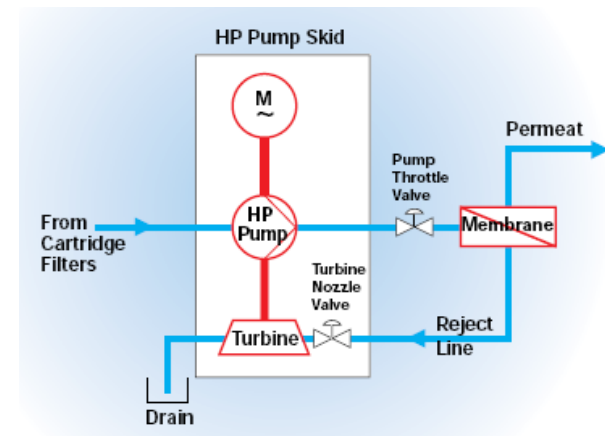 HP Pump Skid
M
~
Permeat
Pump
Throttle
Valve
HP
Pump
From
Cartridge
Filters
Membrane
Turbine
Nozzle
Valve
Reject
Line
Turbine
Drain